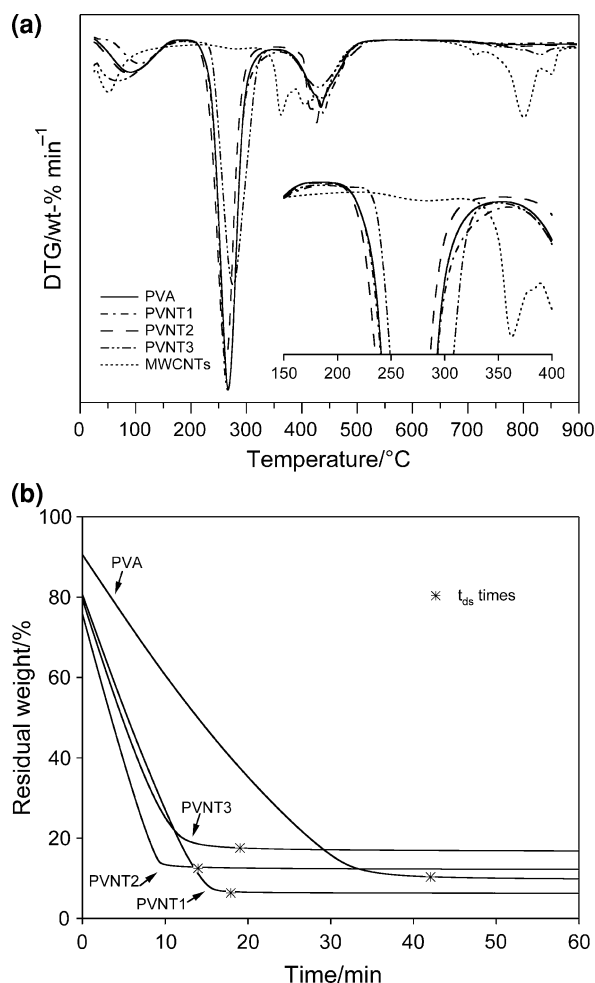 (a)
DTG/wt-% min⁻¹
PVA
PVNT1
PVNT2
PVNT3
MWCNTs
150 200 250 300 350 400
0 100 200 300 400 500 600 700 800 900
Temperature/°C
(b)
100
80
60
40
20
0
Residual weight/%
PVA
tds times
PVNT3
PVNT2
PVNT1
0 10 20 30 40 50 60
Time/min